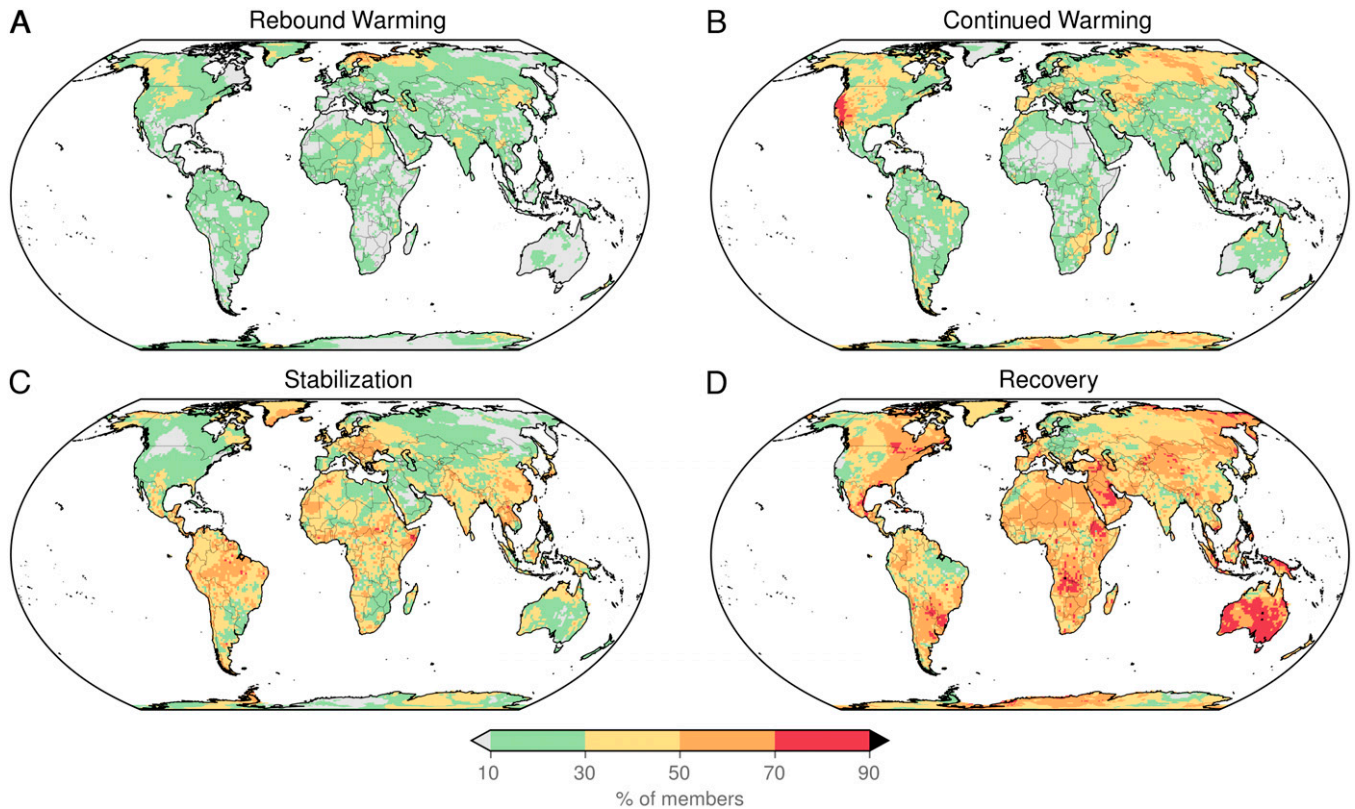 A
Rebound Warming
B
Continued Warming
C
Stabilization
D
Recovery
10 30 50 70 90
% of members